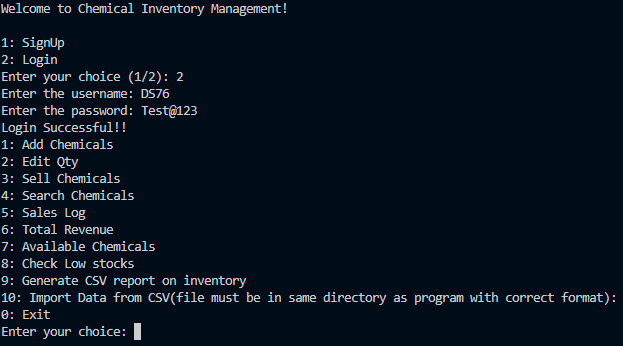 Welcome to Chemical Inventory Management!
1: SignUp
2: Login
Enter your choice (1/2): 2
Enter the username: DS76
Enter the password: Test@123
Login Successful!!
1: Add Chemicals
2: Edit Qty
3: Sell Chemicals
4: Search Chemicals
5: Sales Log
6: Total Revenue
7: Available Chemicals
8: Check Low stocks
9: Generate CSV report on inventory
10: Import Data from CSV(file must be in same directory as program with correct format):
0: Exit
Enter your choice: